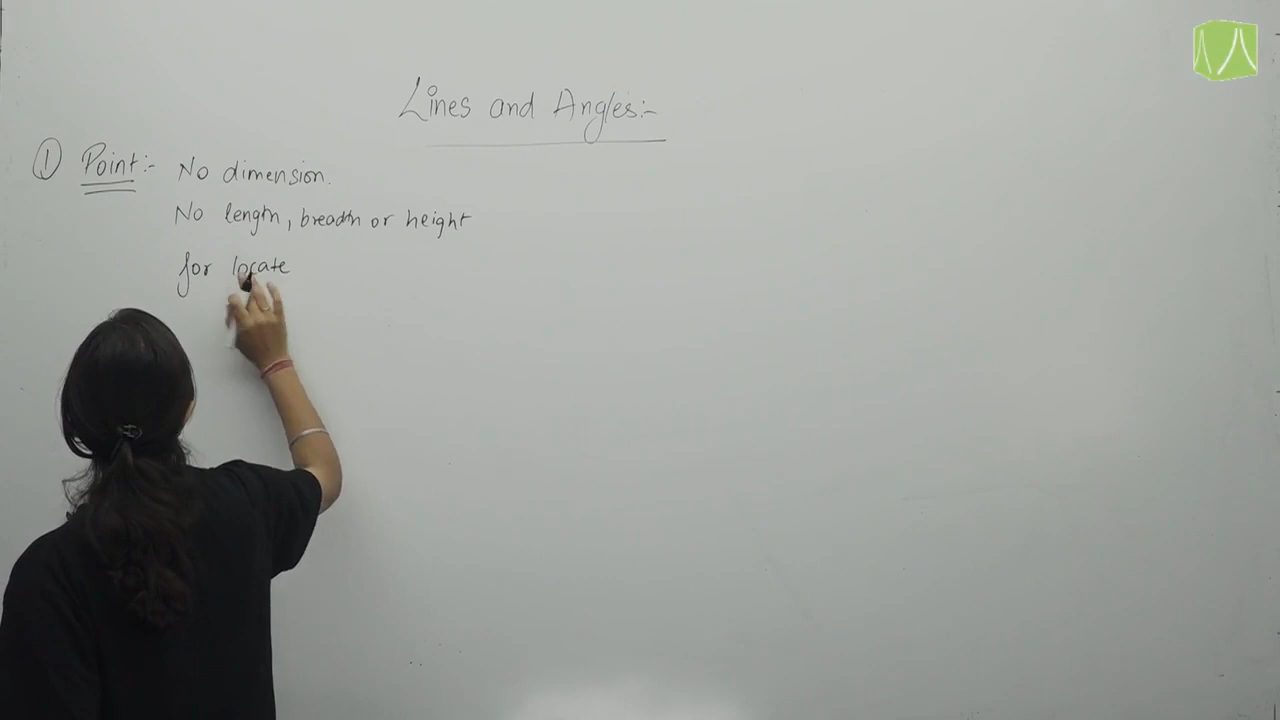 Lines and Angles:-
① Point:- No dimension.
No length, breadth or height
for locate